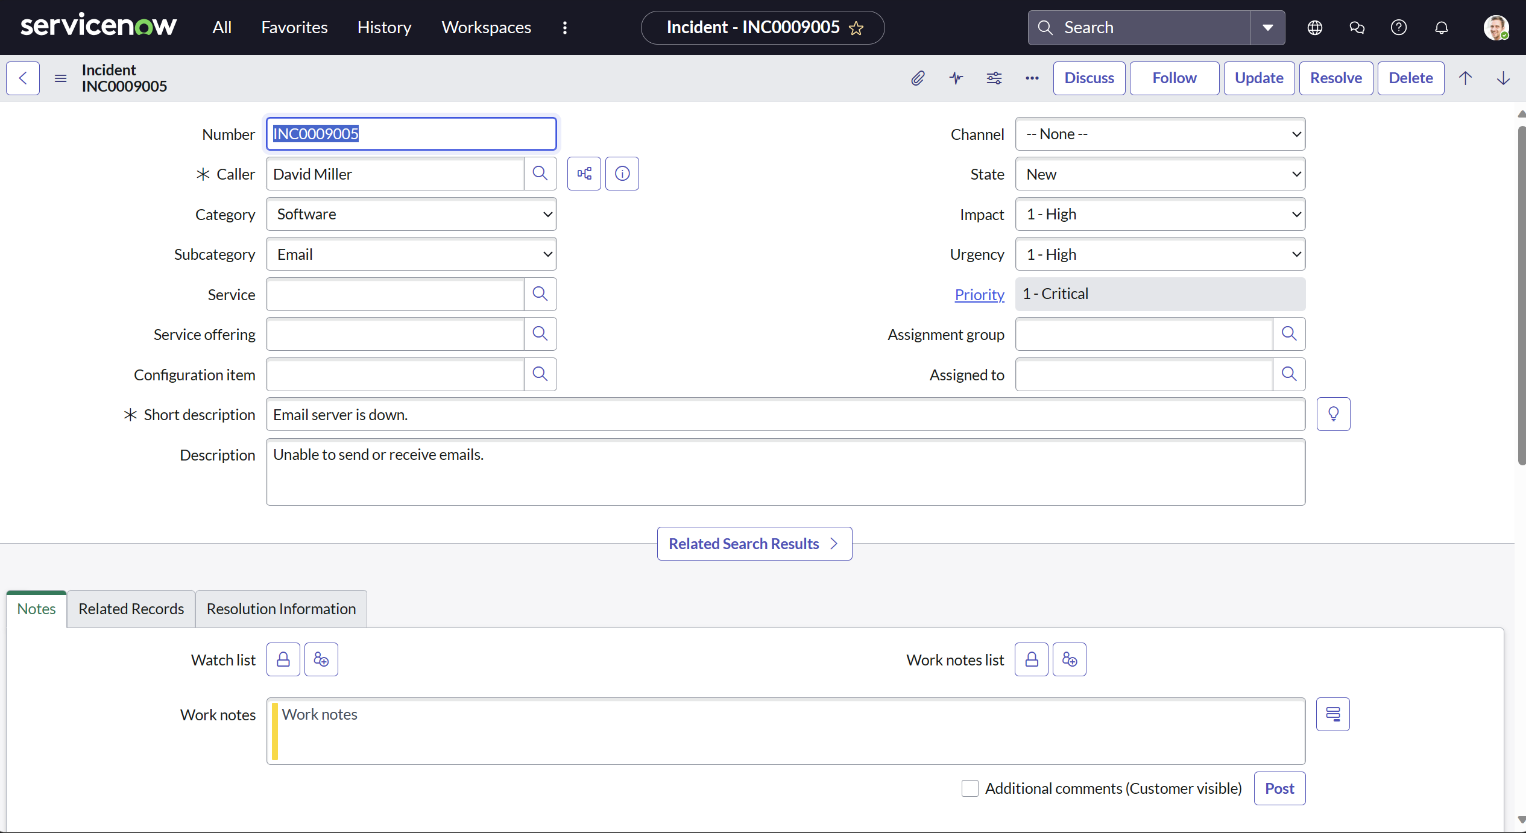 servicenow All Favorites History Workspaces Incident - INC0009005 Search
Incident
INC0009005
Discuss Follow Update Resolve Delete
Number INC0009005 Channel -- None --
Caller David Miller State New
Category Software Impact 1 - High
Subcategory Email Urgency 1 - High
Service Priority 1 - Critical
Service offering Assignment group
Configuration item Assigned to
Short description Email server is down.
Description Unable to send or receive emails.
Related Search Results
Notes Related Records Resolution Information
Watch list Work notes list
Work notes Work notes
Additional comments (Customer visible) Post